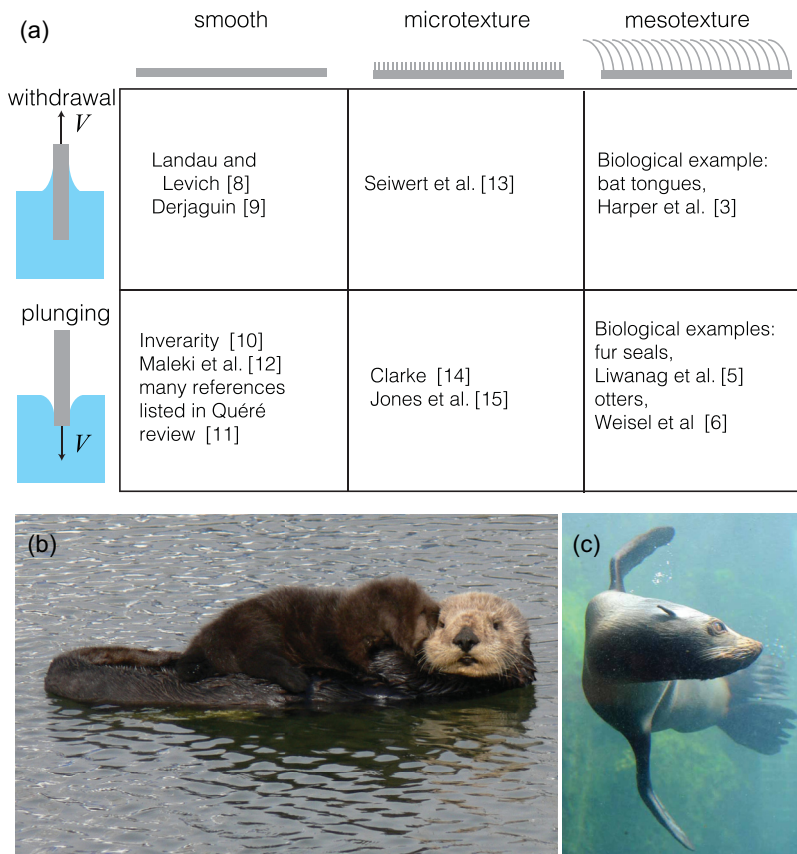 (a)
smooth
microtexture
mesotexture
withdrawal
V
Landau and
Levich [8]
Derjaguin [9]
Seiwert et al. [13]
Biological example:
bat tongues,
Harper et al. [3]
plunging
V
Inverarity [10]
Maleki et al. [12]
many references
listed in Quéré
review [11]
Clarke [14]
Jones et al. [15]
Biological examples:
fur seals,
Liwanag et al. [5]
otters,
Weisel et al [6]
(b)
(c)